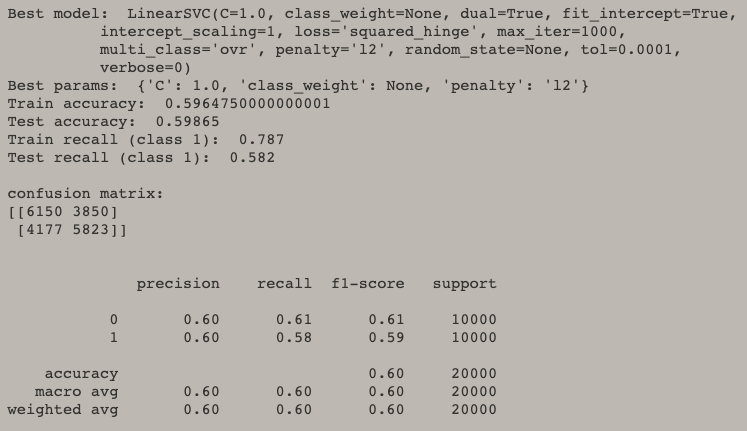 Best model:  LinearSVC(C=1.0, class_weight=None, dual=True, fit_intercept=True,
intercept_scaling=1, loss='squared_hinge', max_iter=1000,
multi_class='ovr', penalty='l2', random_state=None, tol=0.0001,
verbose=0)
Best params:  {'C': 1.0, 'class_weight': None, 'penalty': 'l2'}
Train accuracy:  0.5964750000000001
Test accuracy:  0.59865
Train recall (class 1):  0.787
Test recall (class 1):  0.582
confusion matrix:
[[6150 3850]
[4177 5823]]
precision    recall  f1-score   support
0       0.60      0.61      0.61     10000
1       0.60      0.58      0.59     10000
accuracy                           0.60     20000
macro avg       0.60      0.60      0.60     20000
weighted avg       0.60      0.60      0.60     20000